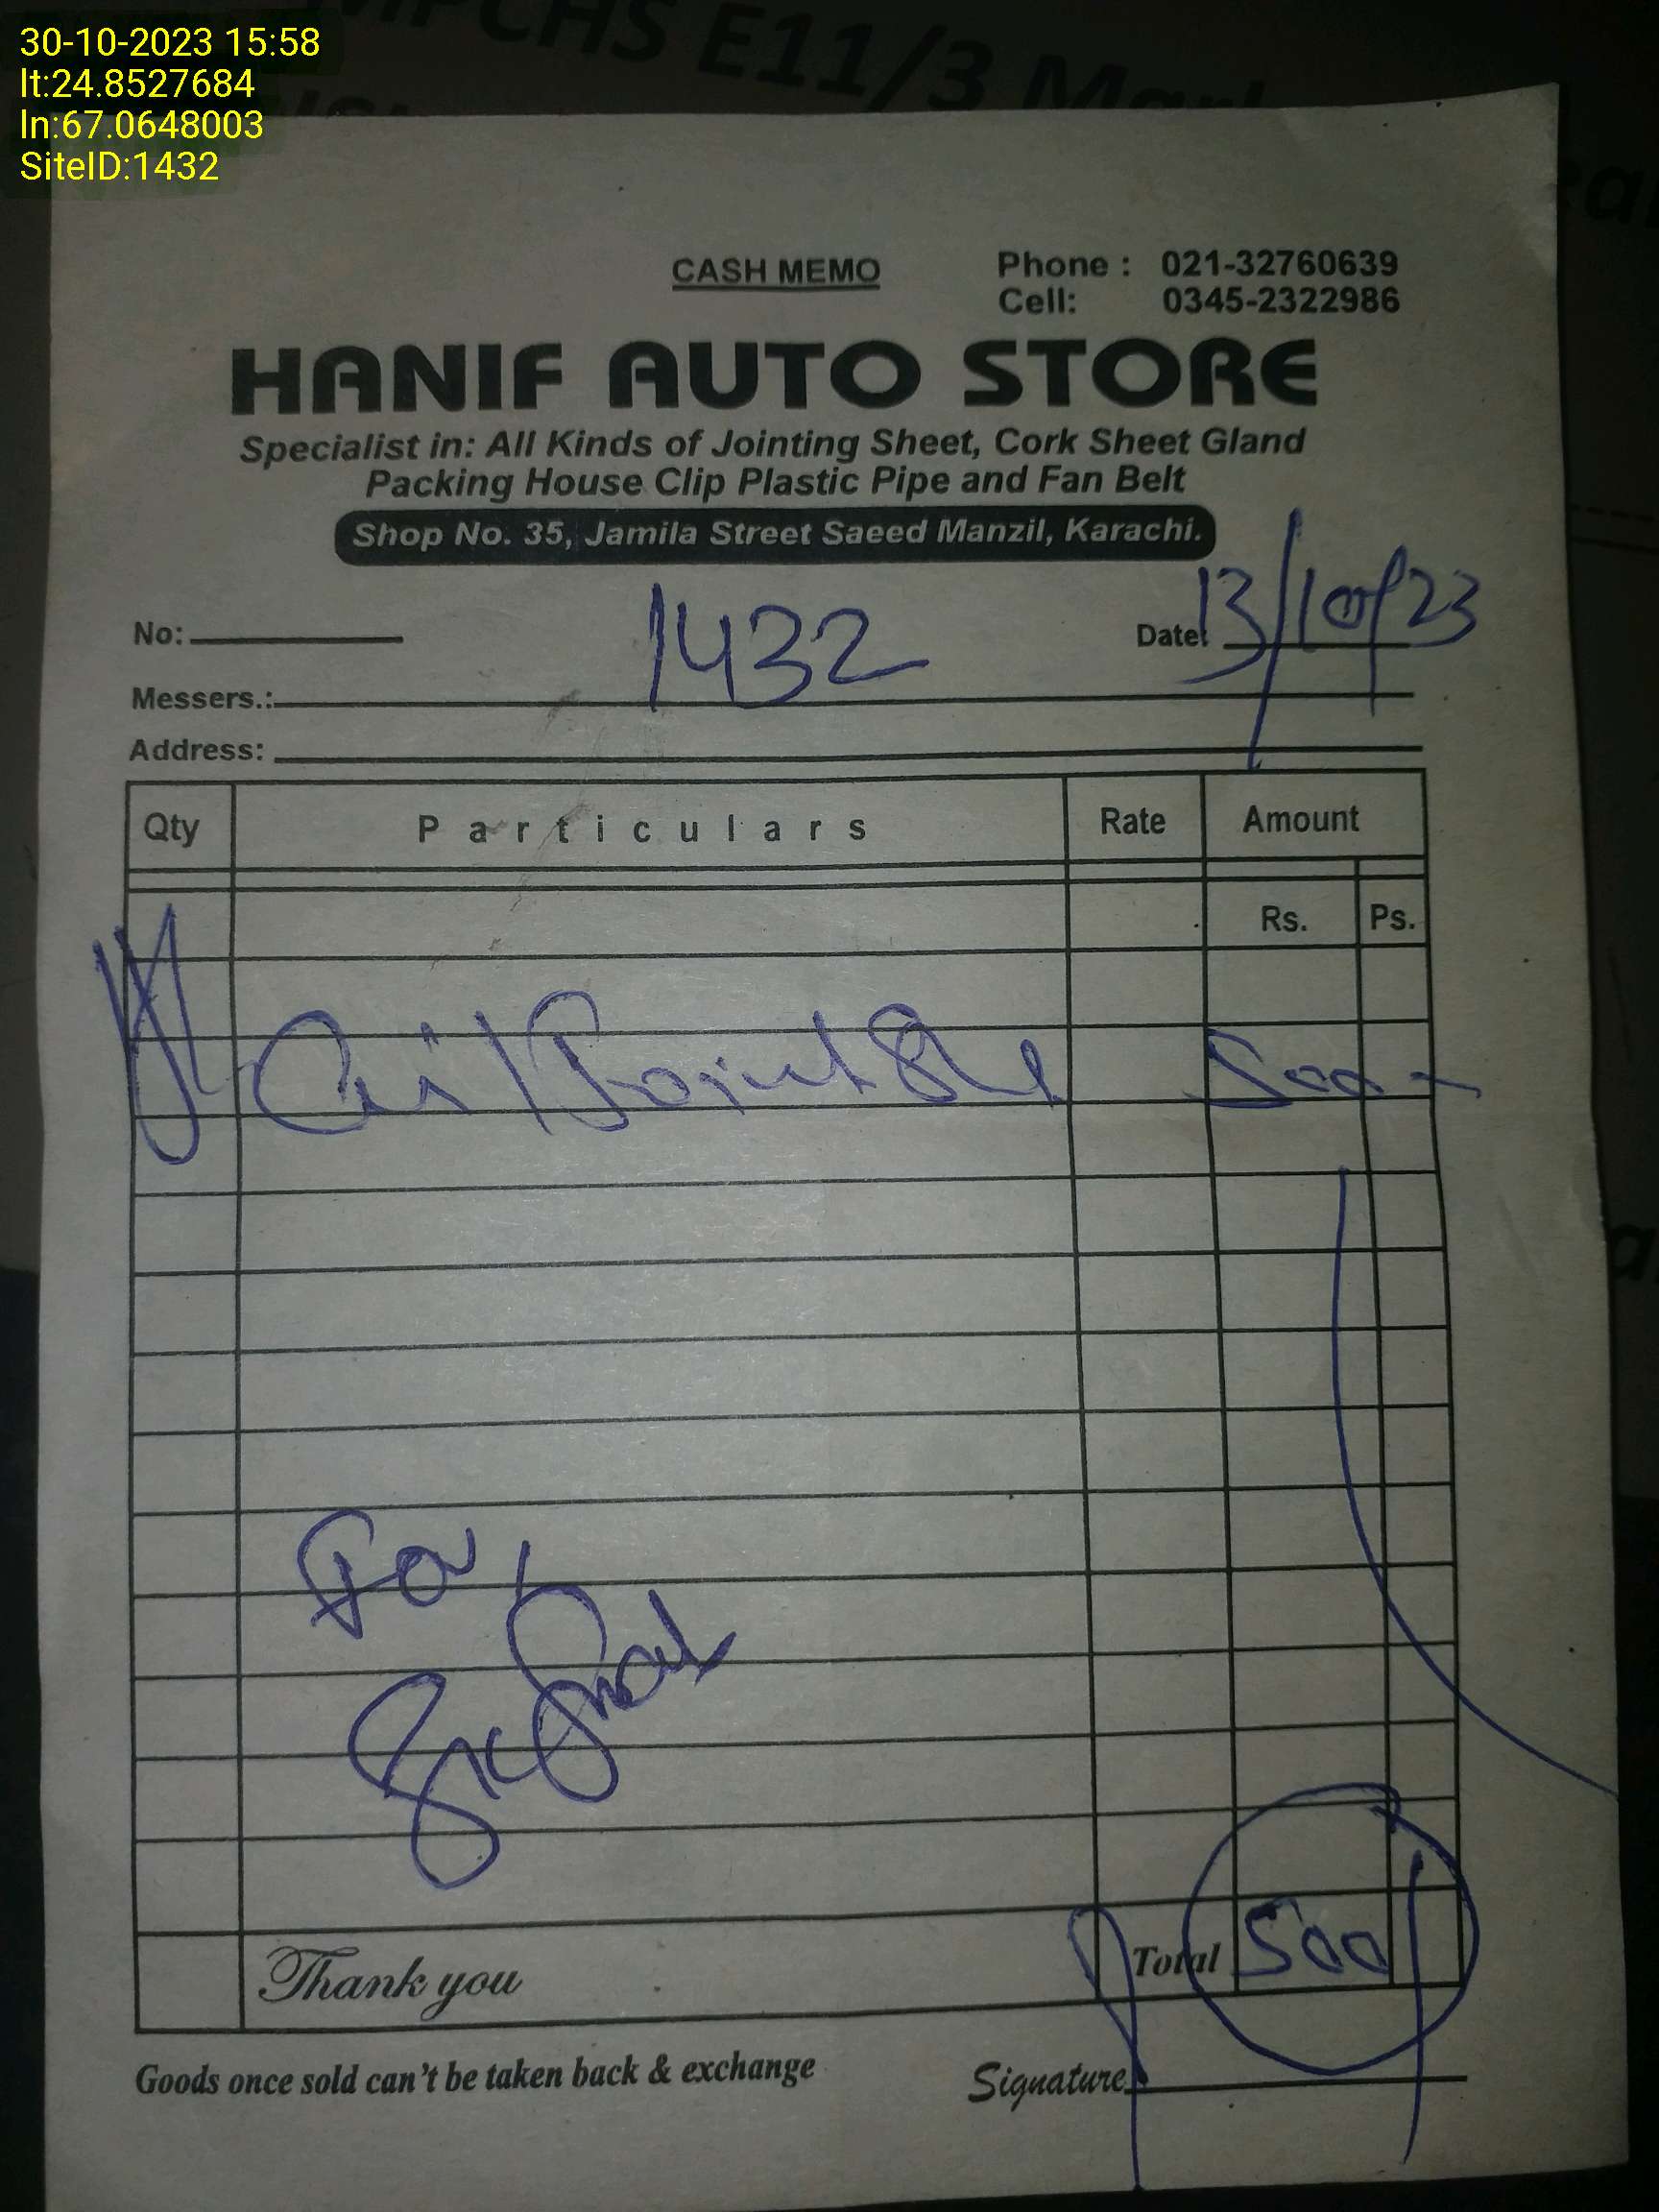 30-10-2023 15:58
lt:24.8527684
ln:67.0648003
SiteID:1432
MPCHS E11/3
CASH MEMO
Phone : 021-32760639
Cell: 0345-2322986
HANIF AUTO STORE
Specialist in: All Kinds of Jointing Sheet, Cork Sheet Gland
Packing House Clip Plastic Pipe and Fan Belt
Shop No. 35, Jamila Street Saeed Manzil, Karachi.
No:
1432
Date: 13/10/23
Messers.:
Address:
Qty Particulars Rate Amount
Rs. Ps.
500
For
Total 500
Thank you
Goods once sold can't be taken back & exchange
Signature